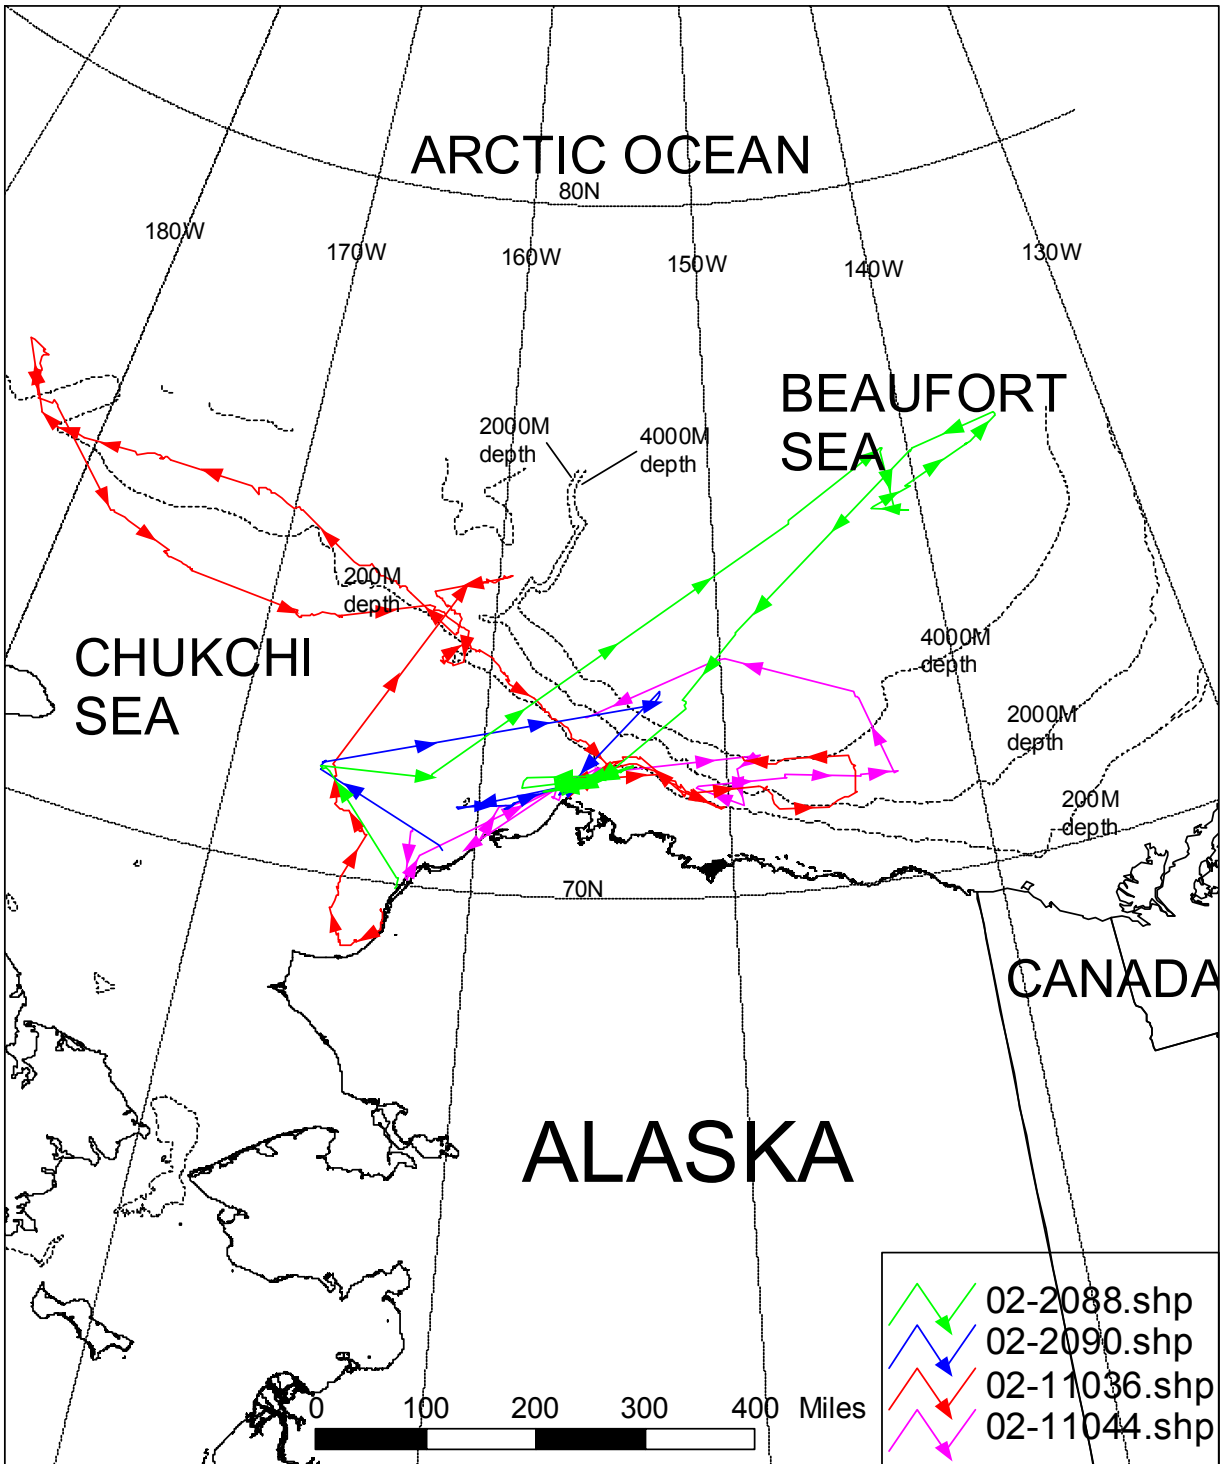 ARCTIC OCEAN
80N
180W
170W
160W
150W
140W
130W
BEAUFORT
SEA
2000M
depth
4000M
depth
200M
depth
CHUKCHI
SEA
4000M
depth
2000M
depth
200M
depth
70N
CANADA
ALASKA
02-2088.shp
02-2090.shp
02-11036.shp
02-11044.shp
0 100 200 300 400 Miles